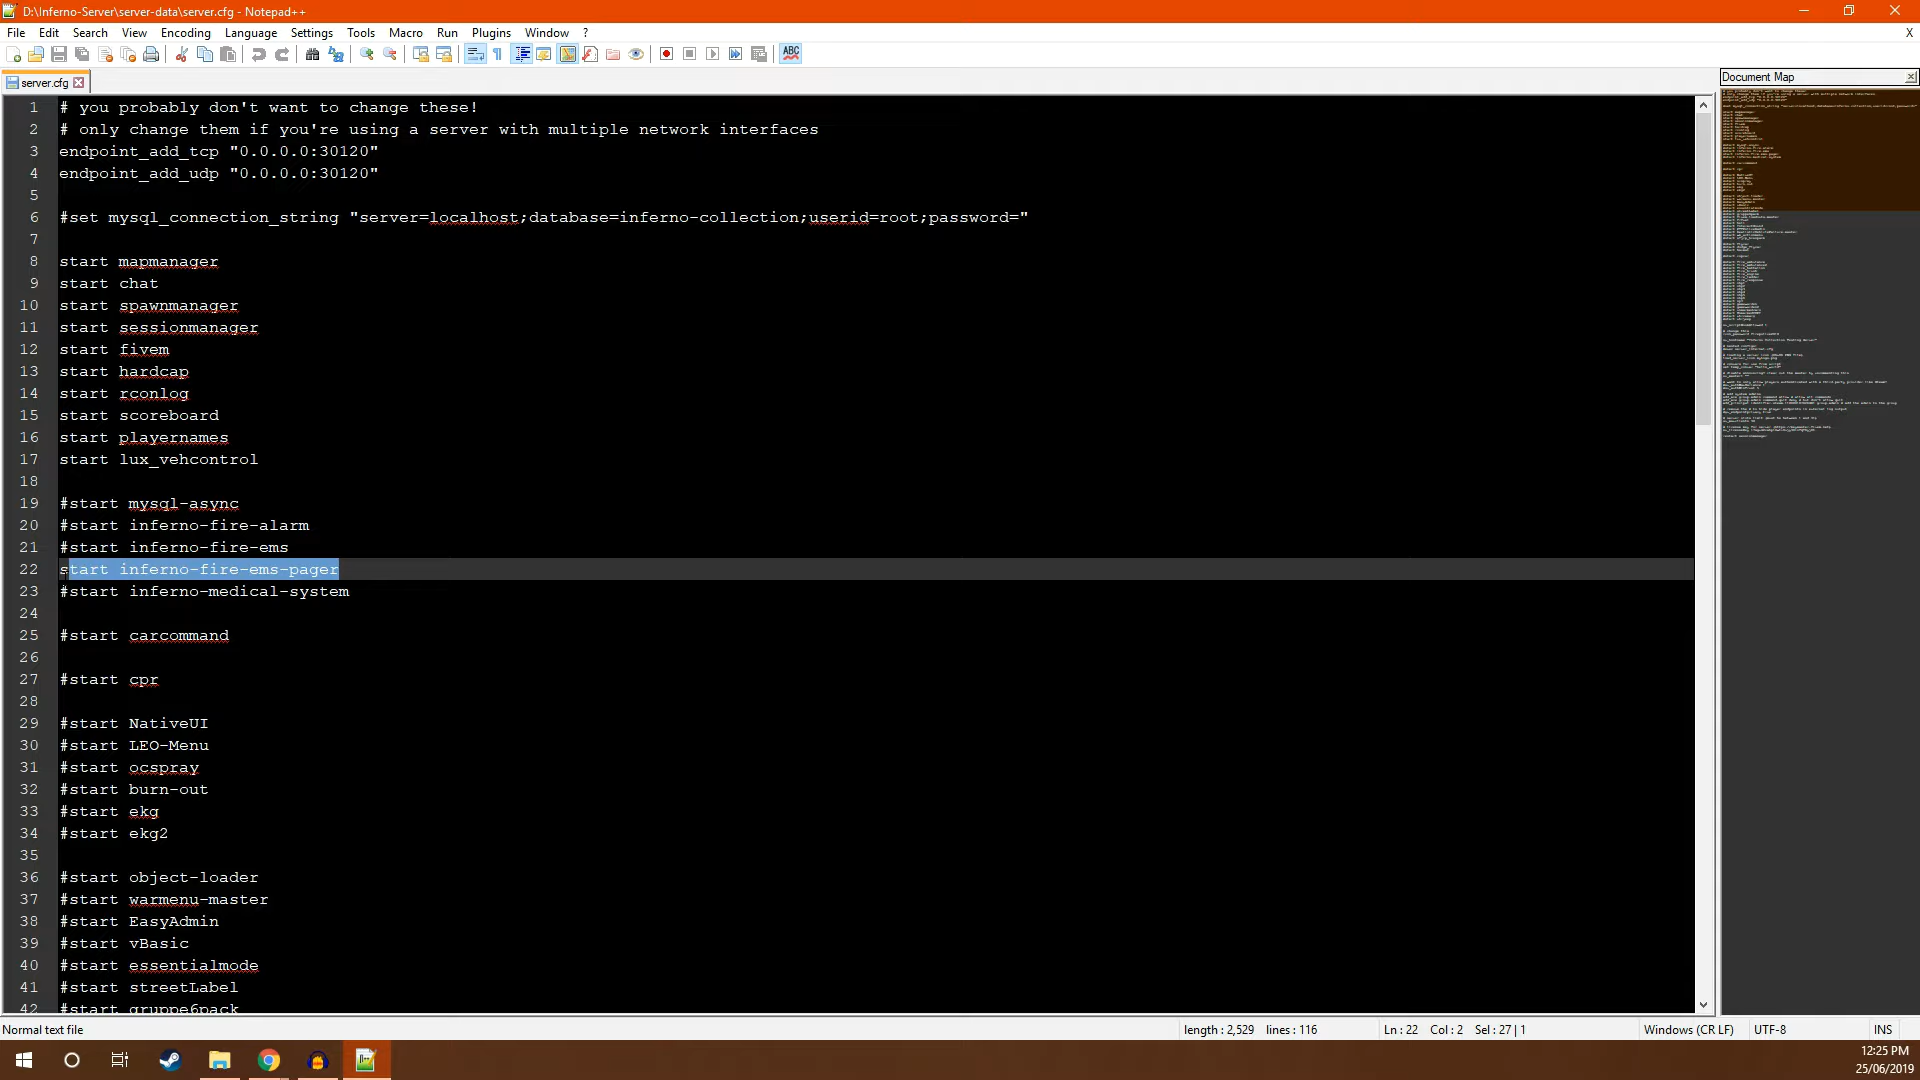 D:\Inferno-Server\server-data\server.cfg - Notepad++
File Edit Search View Encoding Language Settings Tools Macro Run Plugins Window ? X
ABC
server.cfg
Document Map
1 # you probably don't want to change these!
2 # only change them if you're using a server with multiple network interfaces
3 endpoint_add_tcp "0.0.0.0:30120"
4 endpoint_add_udp "0.0.0.0:30120"
5
6 #set mysql_connection_string "server=localhost;database=inferno-collection;userid=root;password="
7
8 start mapmanager
9 start chat
10 start spawnmanager
11 start sessionmanager
12 start fivem
13 start hardcap
14 start rconlog
15 start scoreboard
16 start playernames
17 start lux_vehcontrol
18
19 #start mysql-async
20 #start inferno-fire-alarm
21 #start inferno-fire-ems
22 start inferno-fire-ems-pager
23 #start inferno-medical-system
24
25 #start carcommand
26
27 #start cpr
28
29 #start NativeUI
30 #start LEO-Menu
31 #start ocspray
32 #start burn-out
33 #start ekg
34 #start ekg2
35
36 #start object-loader
37 #start warmenu-master
38 #start EasyAdmin
39 #start vBasic
40 #start essentialmode
41 #start streetLabel
42 #start gruppe6pack
Normal text file length : 2,529 lines : 116 Ln : 22 Col : 2 Sel : 27 | 1 Windows (CR LF) UTF-8 INS
12:25 PM
25/06/2019